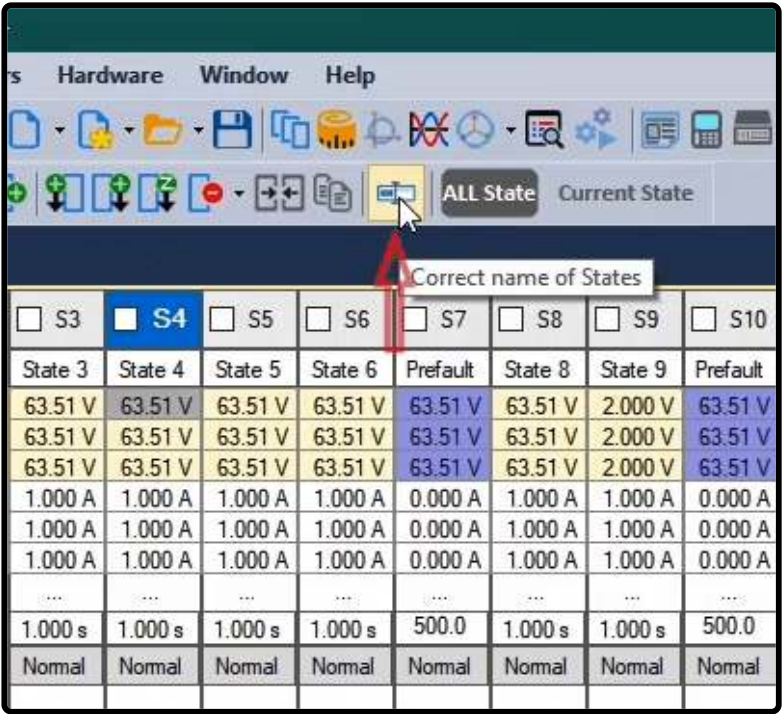 Hardware Window Help
ALL State Current State
Correct name of States
S3 S4 S5 S6 S7 S8 S9 S10
State 3 State 4 State 5 State 6 Prefault State 8 State 9 Prefault
63.51 V 63.51 V 63.51 V 63.51 V 63.51 V 63.51 V 2.000 V 63.51 V
63.51 V 63.51 V 63.51 V 63.51 V 63.51 V 63.51 V 2.000 V 63.51 V
63.51 V 63.51 V 63.51 V 63.51 V 63.51 V 63.51 V 2.000 V 63.51 V
1.000 A 1.000 A 1.000 A 1.000 A 0.000 A 1.000 A 1.000 A 0.000 A
1.000 A 1.000 A 1.000 A 1.000 A 0.000 A 1.000 A 1.000 A 0.000 A
1.000 A 1.000 A 1.000 A 1.000 A 0.000 A 1.000 A 1.000 A 0.000 A
... ... ... ... ... ... ... ...
1.000 s 1.000 s 1.000 s 1.000 s 500.0 1.000 s 1.000 s 500.0
Normal Normal Normal Normal Normal Normal Normal Normal